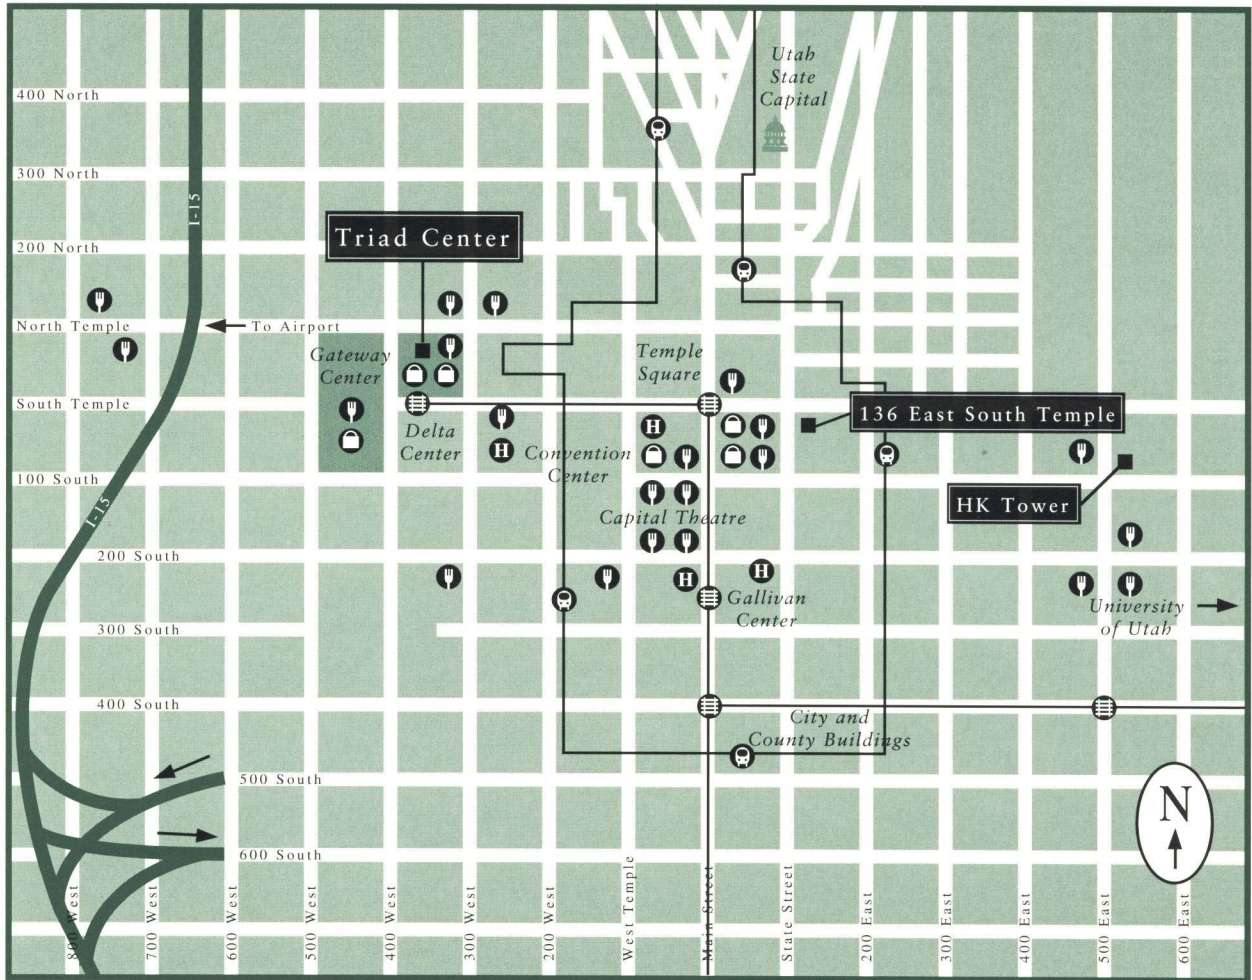 Utah
State
Capital
400 North
300 North
I-15
Triad Center
200 North
North Temple
To Airport
Gateway
Center
Temple
Square
South Temple
136 East South Temple
Delta
Center
H
H
Convention
Center
100 South
HK Tower
I-15
Capital Theatre
200 South
H
H
Gallivan
Center
University
of Utah
300 South
400 South
City and
County Buildings
500 South
600 South
N
800 West
700 West
600 West
500 West
400 West
300 West
200 West
West Temple
Main Street
State Street
200 East
300 East
400 East
500 East
600 East